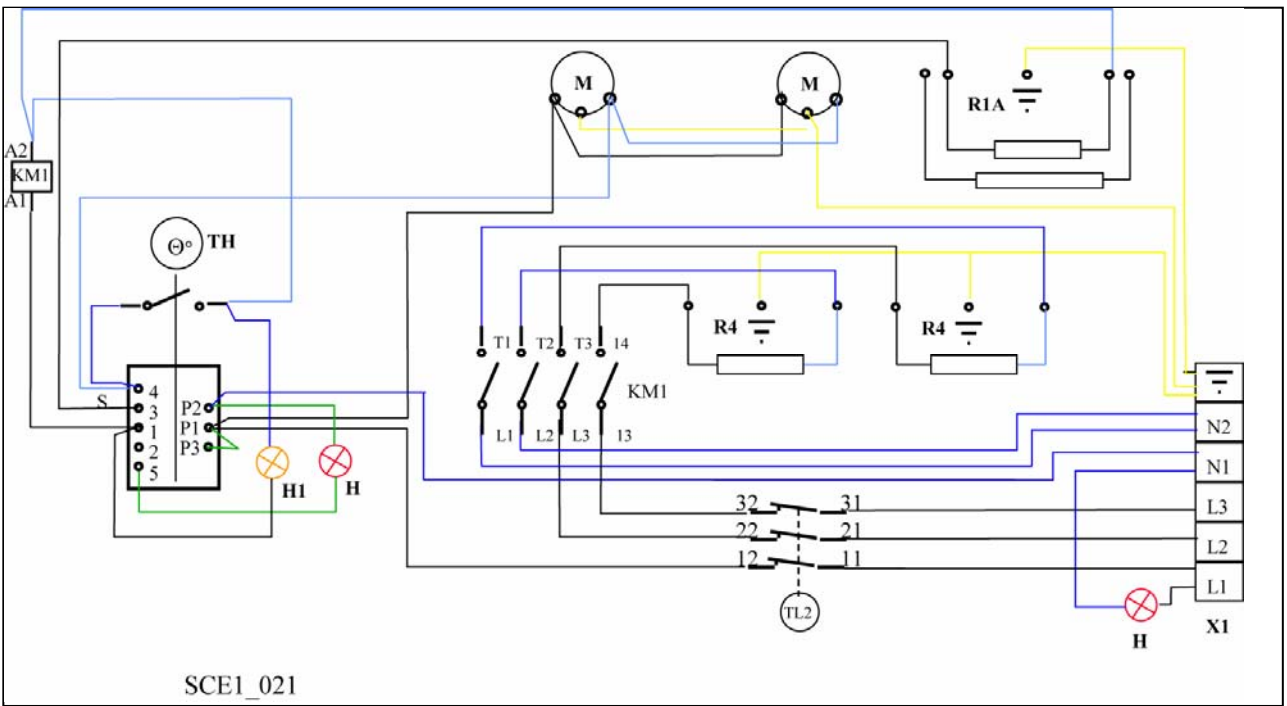 M
M
R1A
A2
KM1
A1
Θ° TH
T1 T2 T3 14
R4
R4
KM1
L1 L2 L3 13
S
4
3
1
2
5
P2
P1
P3
H1
H
N2
N1
L3
L2
L1
32 31
22 21
12 11
TL2
H
X1
SCE1_021